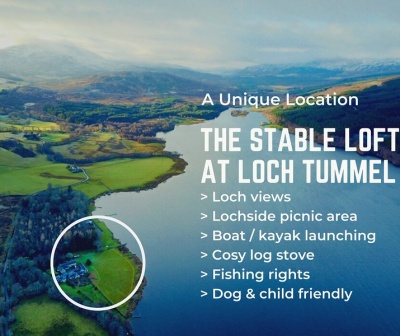 A Unique Location
THE STABLE LOFT
AT LOCH TUMMEL
> Loch views
> Lochside picnic area
> Boat / kayak launching
> Cosy log stove
> Fishing rights
> Dog & child friendly